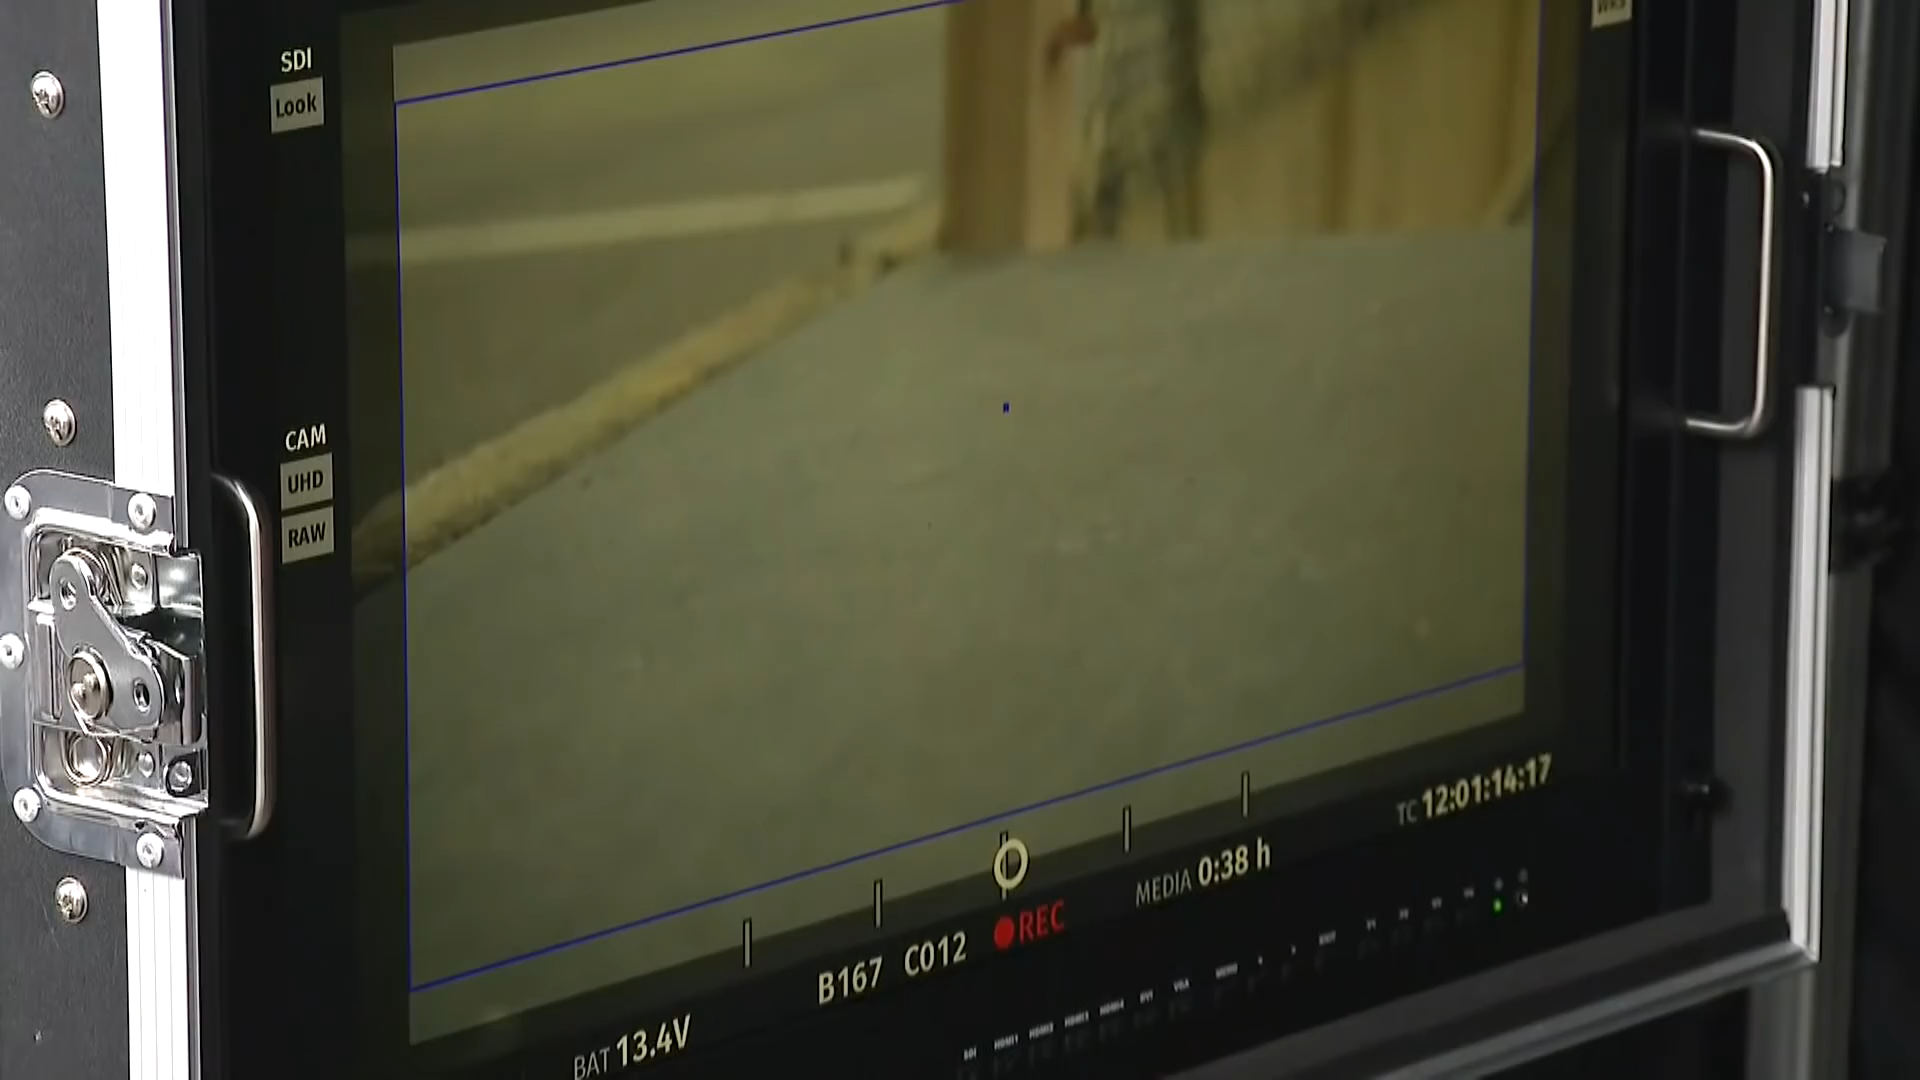 SDI
Look
CAM
UHD
RAW
TC 12:01:14:17
MEDIA 0:38 h
REC
B167 C012
BAT 13.4V